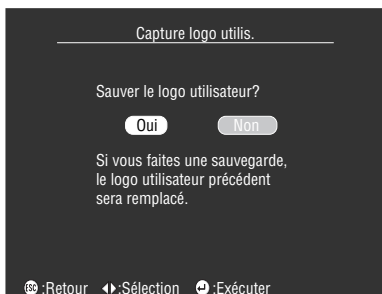 Capture logo utilis.
Sauver le logo utilisateur?
Oui Non
Si vous faites une sauvegarde,
le logo utilisateur précédent
sera remplacé.
ESC :Retour :Sélection :Exécuter